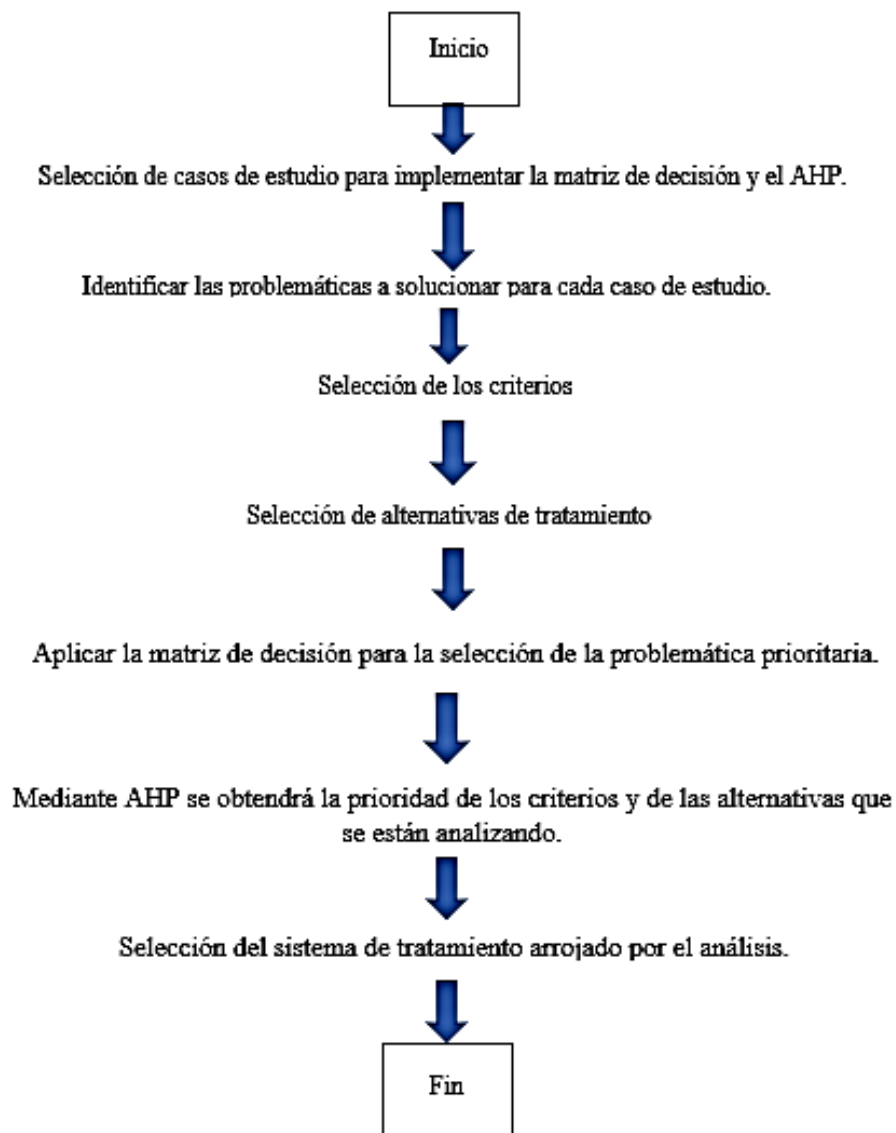 Inicio
Selección de casos de estudio para implementar la matriz de decisión y el AHP.
Identificar las problemáticas a solucionar para cada caso de estudio.
Selección de los criterios
Selección de alternativas de tratamiento
Aplicar la matriz de decisión para la selección de la problemática prioritaria.
Mediante AHP se obtendrá la prioridad de los criterios y de las alternativas que
se están analizando.
Selección del sistema de tratamiento arrojado por el análisis.
Fin